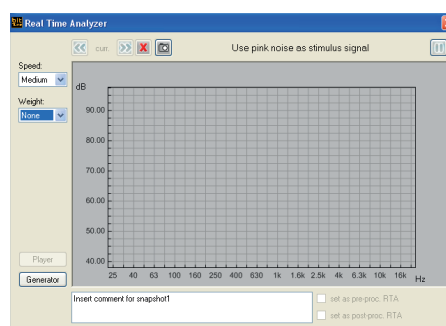 Real Time Analyzer
curr.
Use pink noise as stimulus signal
Speed:
Medium
Weight:
None
dB
90.00
80.00
70.00
60.00
50.00
40.00
25 40 63 100 160 250 400 630 1k 1.6k 2.5k 4k 6.3k 10k 16k Hz
Player
Generator
Insert comment for snapshot1
set as pre-proc. RTA
set as post-proc. RTA